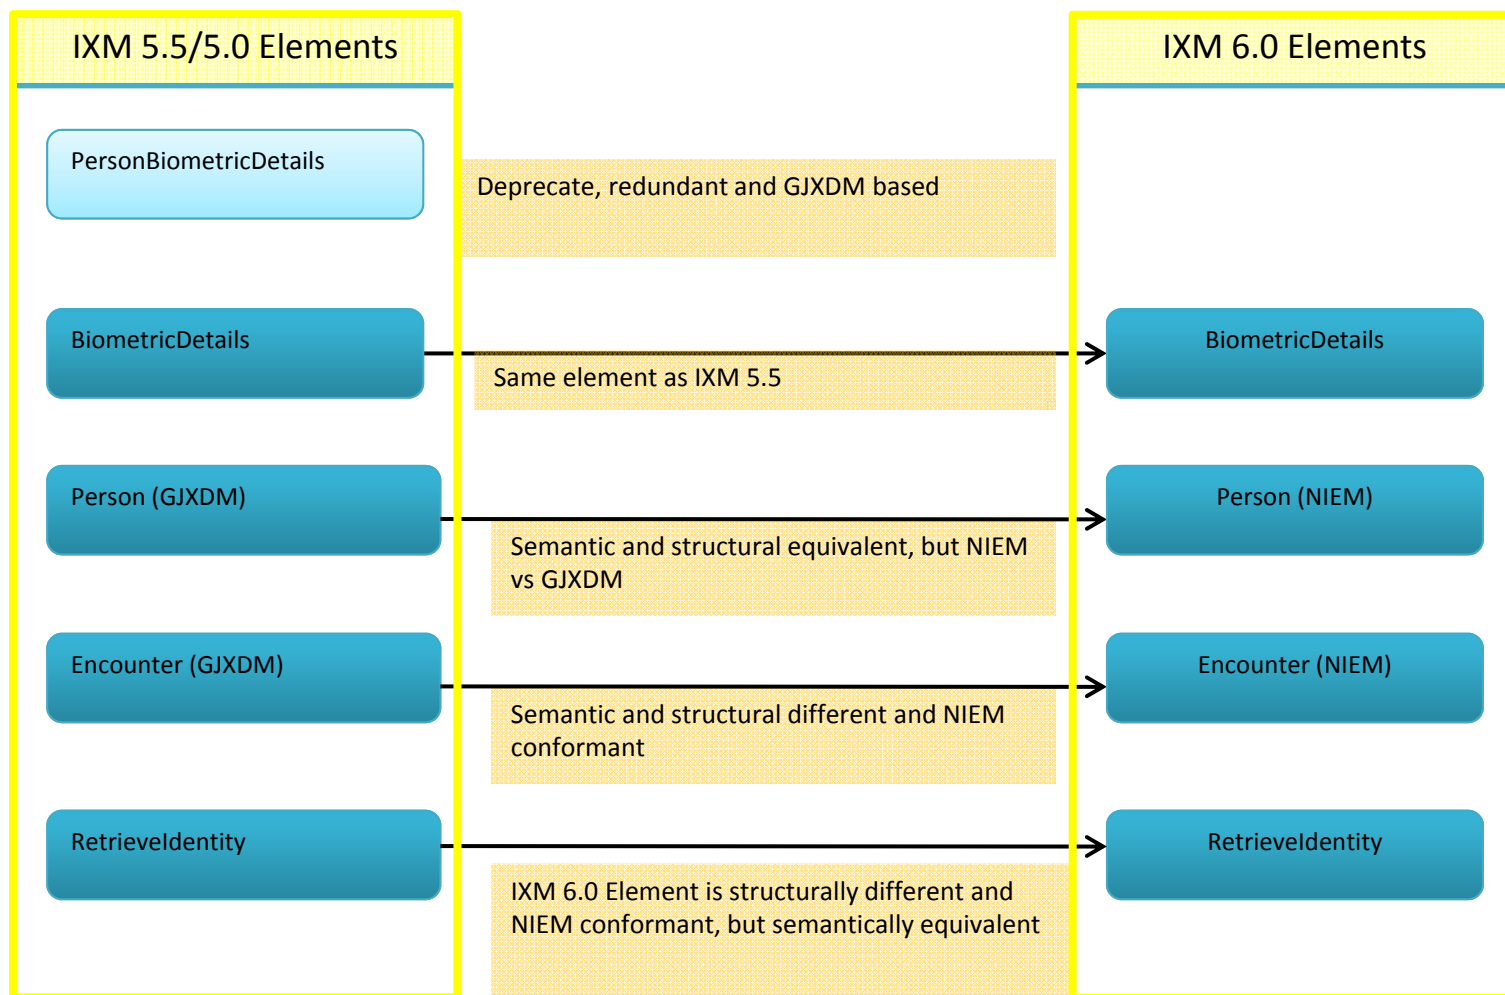 IXM 5.5/5.0 Elements
IXM 6.0 Elements
PersonBiometricDetails
Deprecate, redundant and GJXDM based
BiometricDetails
Same element as IXM 5.5
BiometricDetails
Person (GJXDM)
Semantic and structural equivalent, but NIEM
vs GJXDM
Person (NIEM)
Encounter (GJXDM)
Semantic and structural different and NIEM
conformant
Encounter (NIEM)
RetrieveIdentity
IXM 6.0 Element is structurally different and
NIEM conformant, but semantically equivalent
RetrieveIdentity